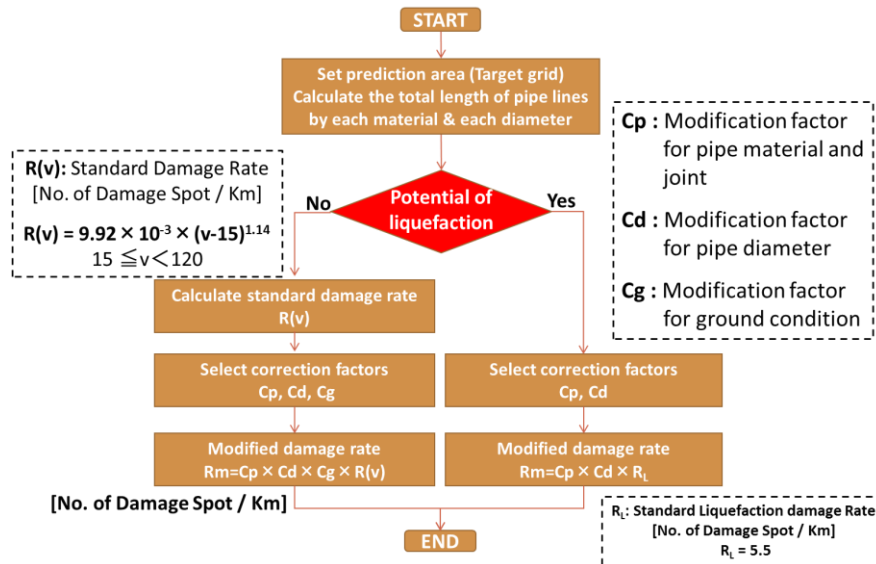 START
Set prediction area (Target grid)
Calculate the total length of pipe lines
by each material & each diameter
R(v): Standard Damage Rate
[No. of Damage Spot / Km]
R(v) = 9.92 × 10⁻³ × (v-15)¹·¹⁴
15 ≦v＜120
Cp : Modification factor
for pipe material and
joint
Cd : Modification factor
for pipe diameter
Cg : Modification factor
for ground condition
No
Potential of
liquefaction
Yes
Calculate standard damage rate
R(v)
Select correction factors
Cp, Cd, Cg
Select correction factors
Cp, Cd
Modified damage rate
Rm=Cp × Cd × Cg × R(v)
Modified damage rate
Rm=Cp × Cd × R_L
[No. of Damage Spot / Km]
R_L: Standard Liquefaction damage Rate
[No. of Damage Spot / Km]
R_L = 5.5
END